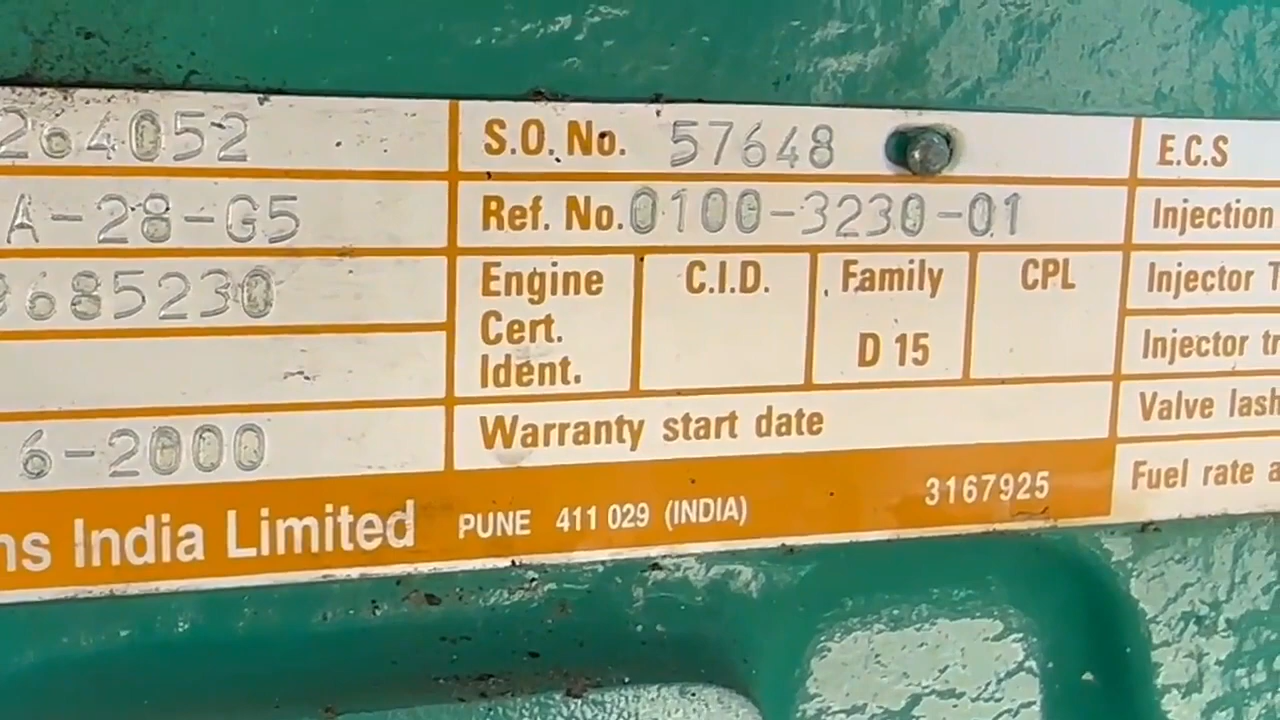 264052 S.O. No. 57648 E.C.S
A-28-G5 Ref. No. 0100-3230-01 Injection
3685230 Engine Cert. Ident. C.I.D. Family D 15 CPL Injector T
Injector tr
6-2000 Warranty start date Valve lash
ns India Limited PUNE 411 029 (INDIA) 3167925 Fuel rate a